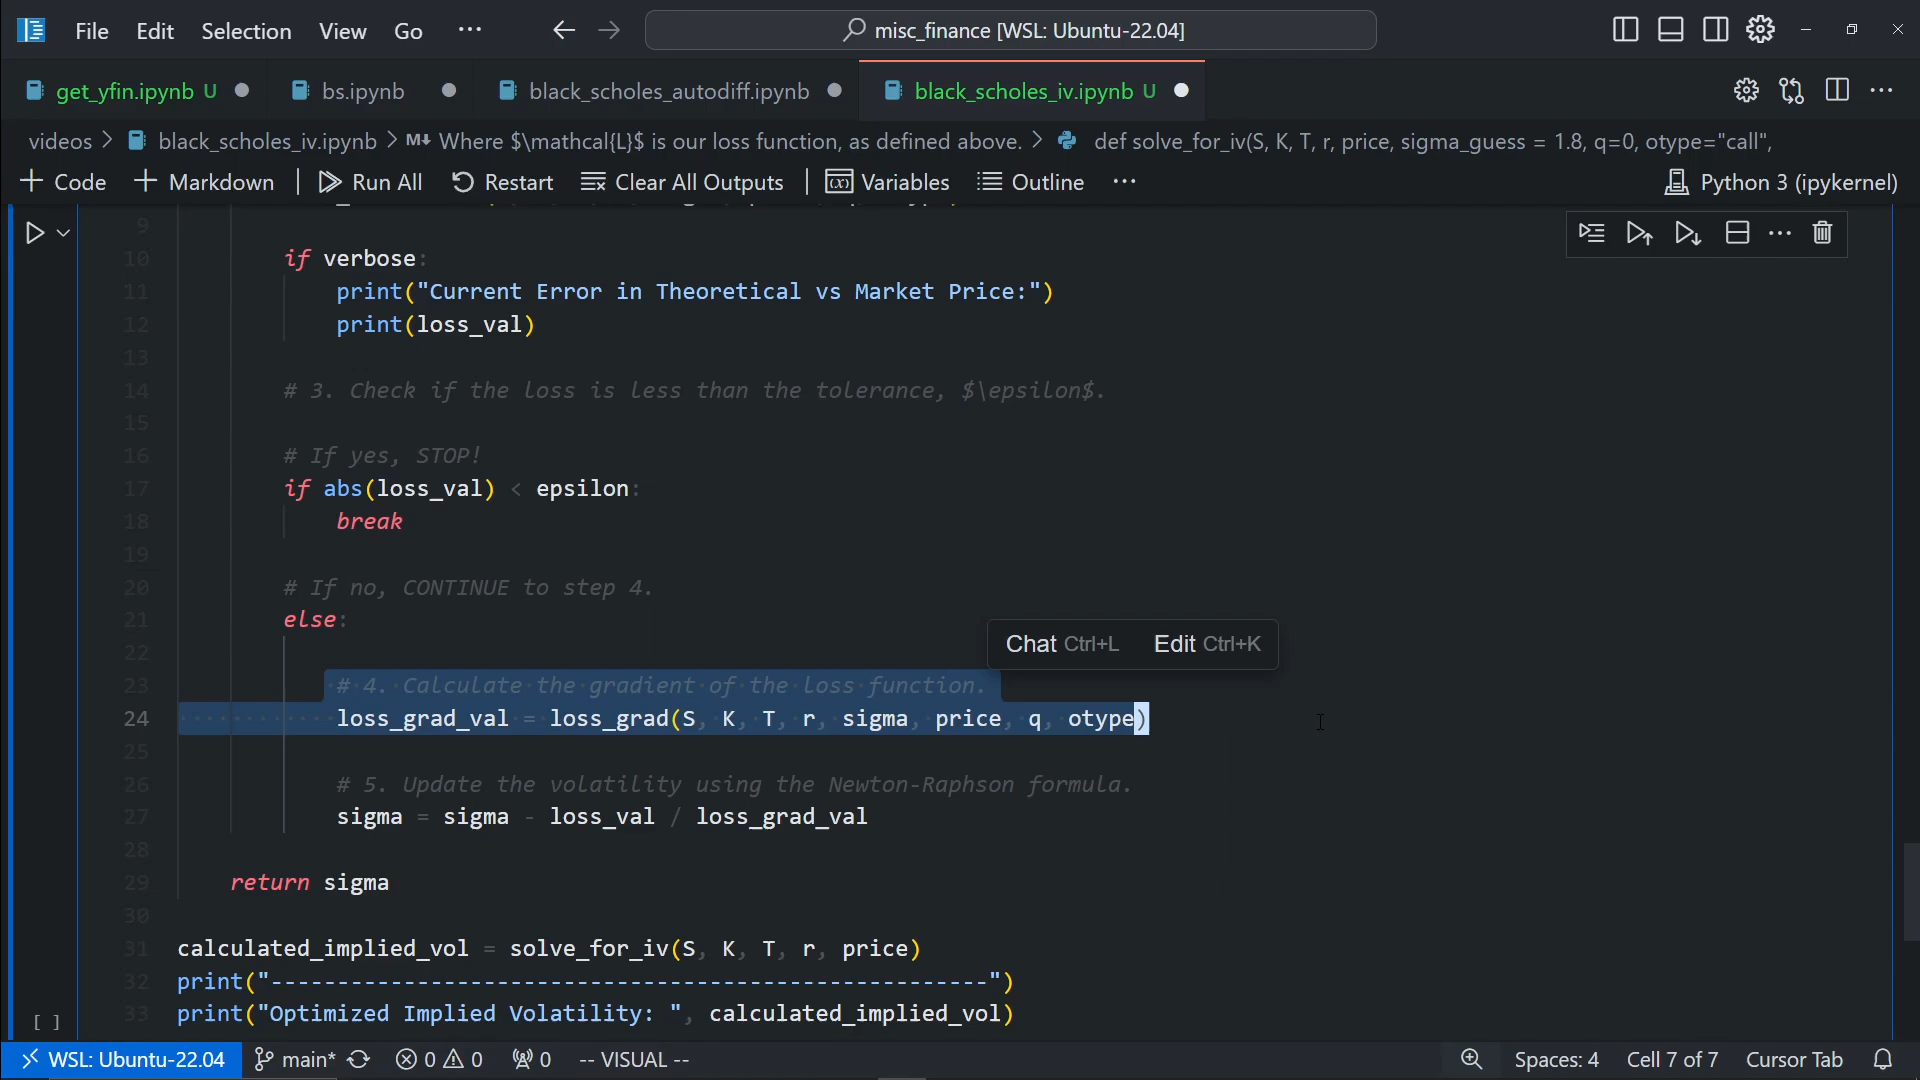 File Edit Selection View Go ··· misc_finance [WSL: Ubuntu-22.04]
get_yfin.ipynb U bs.ipynb black_scholes_autodiff.ipynb black_scholes_iv.ipynb U
videos > black_scholes_iv.ipynb > M↓ Where $\mathcal{L}$ is our loss function, as defined above. > def solve_for_iv(S, K, T, r, price, sigma_guess = 1.8, q=0, otype="call",
+ Code + Markdown | Run All Restart Clear All Outputs | Variables Outline ··· Python 3 (ipykernel)
9
10 if verbose:
11 print("Current Error in Theoretical vs Market Price:")
12 print(loss_val)
13
14 # 3. Check if the loss is less than the tolerance, $\epsilon$.
15
16 # If yes, STOP!
17 if abs(loss_val) < epsilon:
18 break
19
20 # If no, CONTINUE to step 4.
21 else:
Chat Ctrl+L Edit Ctrl+K
22
23 # 4. Calculate the gradient of the loss function.
24 loss_grad_val = loss_grad(S, K, T, r, sigma, price, q, otype)
25
26 # 5. Update the volatility using the Newton-Raphson formula.
27 sigma = sigma - loss_val / loss_grad_val
28
29 return sigma
30
31 calculated_implied_vol = solve_for_iv(S, K, T, r, price)
32 print("------------------------------------------------------")
33 print("Optimized Implied Volatility: ", calculated_implied_vol)
[ ]
WSL: Ubuntu-22.04 main* 0 0 0 -- VISUAL -- Spaces: 4 Cell 7 of 7 Cursor Tab